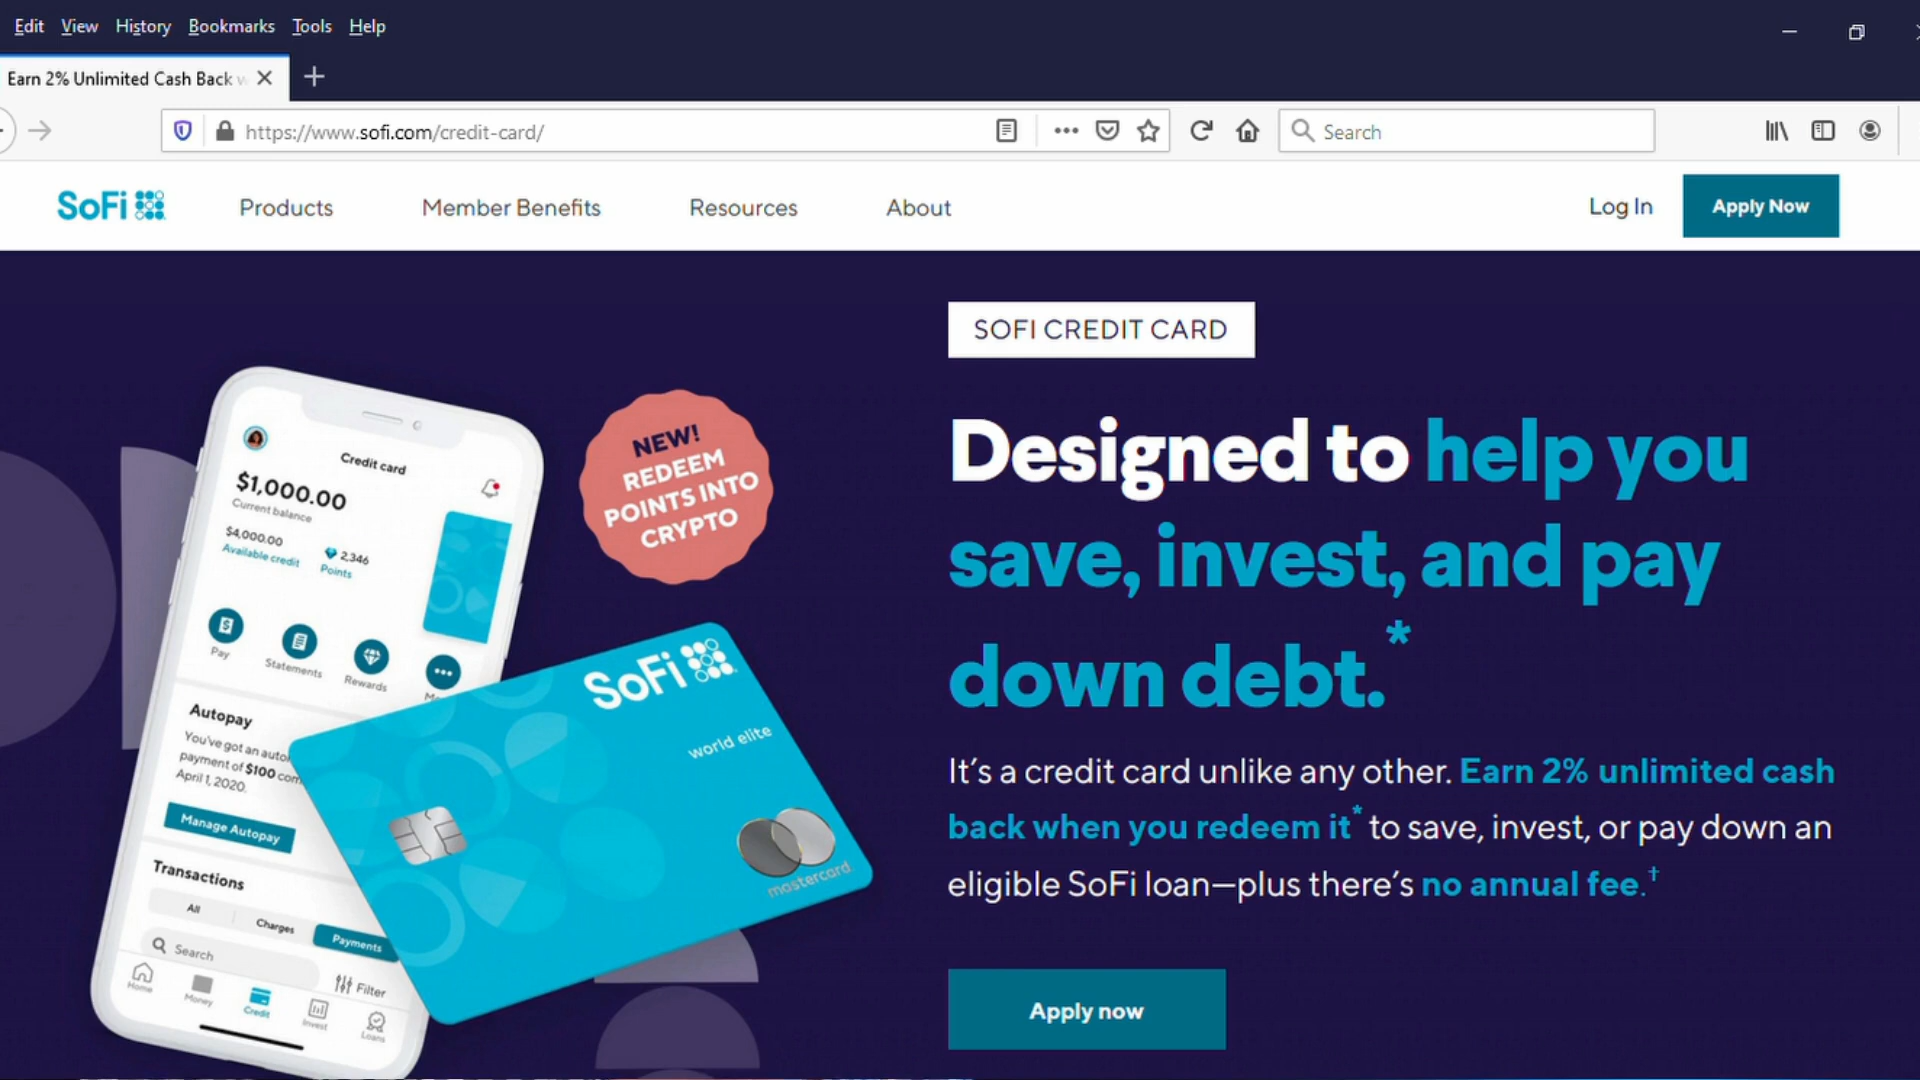 Edit View History Bookmarks Tools Help
Earn 2% Unlimited Cash Back
https://www.sofi.com/credit-card/
Search
SoFi
Products
Member Benefits
Resources
About
Log In
Apply Now
SOFI CREDIT CARD
Designed to help you
save, invest, and pay
down debt.*
It's a credit card unlike any other. Earn 2% unlimited cash
back when you redeem it* to save, invest, or pay down an
eligible SoFi loan—plus there's no annual fee.†
Apply now
NEW!
REDEEM
POINTS INTO
CRYPTO
Credit card
$1,000.00
Current balance
$4,000.00
Available credit
2,346
Points
Pay
Statements
Rewards
Autopay
You've got an
payment of $100
April 1, 2020.
Manage Autopay
Transactions
All
Charges
Payments
Search
Filter
Home
Money
Credit
Invest
Loans
SoFi
world elite
mastercard